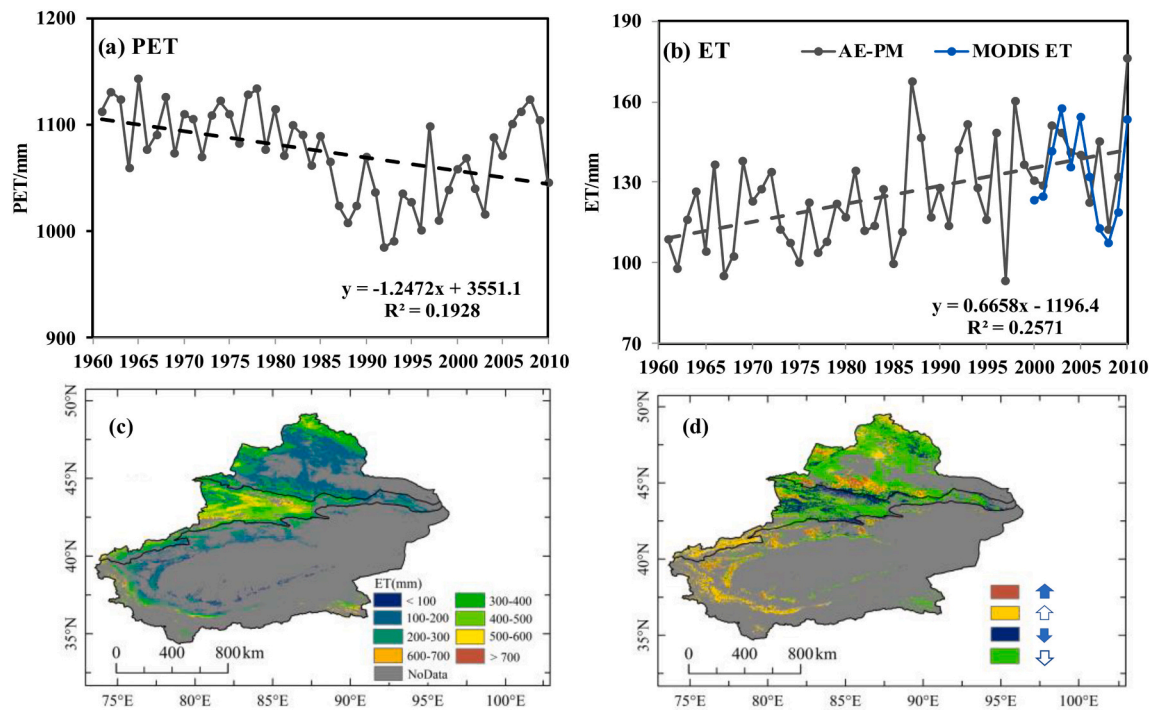 (a) PET
PET/mm
1200
1100
1000
900
y = -1.2472x + 3551.1
R² = 0.1928
1960 1965 1970 1975 1980 1985 1990 1995 2000 2005 2010
(b) ET
AE-PM
MODIS ET
ET/mm
190
160
130
100
70
y = 0.6658x - 1196.4
R² = 0.2571
1960 1965 1970 1975 1980 1985 1990 1995 2000 2005 2010
(c)
50°N
45°N
40°N
35°N
ET(mm)
< 100
300-400
100-200
400-500
200-300
500-600
600-700
> 700
NoData
0 400 800 km
75°E 80°E 85°E 90°E 95°E 100°E
(d)
50°N
45°N
40°N
35°N
0 400 800 km
75°E 80°E 85°E 90°E 95°E 100°E